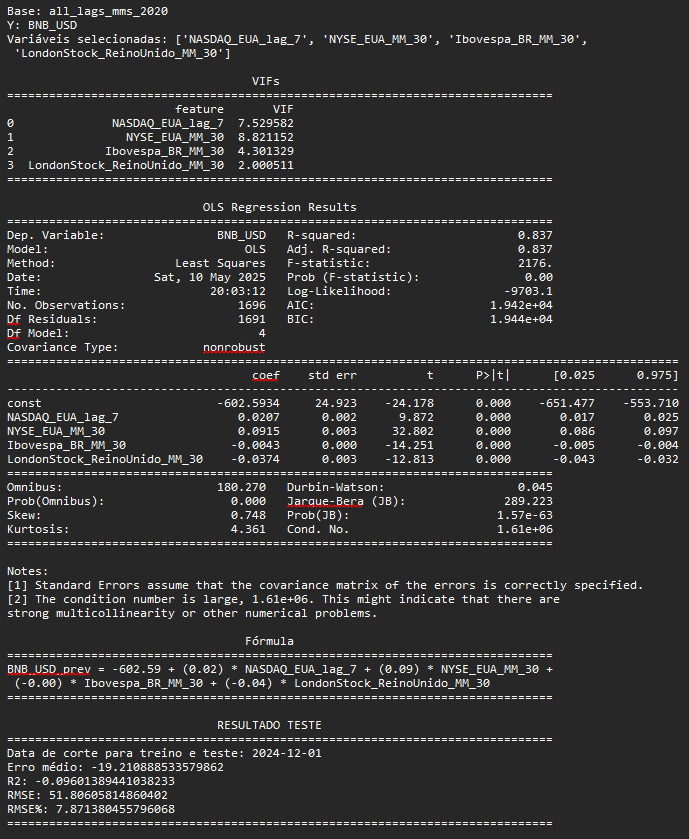 Base: all_lags_mms_2020
Y: BNB_USD
Variáveis selecionadas: ['NASDAQ_EUA_lag_7', 'NYSE_EUA_MM_30', 'Ibovespa_BR_MM_30',
'LondonStock_ReinoUnido_MM_30']
VIFs
==============================================================================
feature VIF
0 NASDAQ_EUA_lag_7 7.529582
1 NYSE_EUA_MM_30 8.821152
2 Ibovespa_BR_MM_30 4.301329
3 LondonStock_ReinoUnido_MM_30 2.000511
==============================================================================
OLS Regression Results
==============================================================================
Dep. Variable: BNB_USD R-squared: 0.837
Model: OLS Adj. R-squared: 0.837
Method: Least Squares F-statistic: 2176.
Date: Sat, 10 May 2025 Prob (F-statistic): 0.00
Time: 20:03:12 Log-Likelihood: -9703.1
No. Observations: 1696 AIC: 1.942e+04
Df Residuals: 1691 BIC: 1.944e+04
Df Model: 4
Covariance Type: nonrobust
================================================================================================
coef std err t P>|t| [0.025 0.975]
------------------------------------------------------------------------------------------------
const -602.5934 24.923 -24.178 0.000 -651.477 -553.710
NASDAQ_EUA_lag_7 0.0207 0.002 9.872 0.000 0.017 0.025
NYSE_EUA_MM_30 0.0915 0.003 32.802 0.000 0.086 0.097
Ibovespa_BR_MM_30 -0.0043 0.000 -14.251 0.000 -0.005 -0.004
LondonStock_ReinoUnido_MM_30 -0.0374 0.003 -12.813 0.000 -0.043 -0.032
==============================================================================
Omnibus: 180.270 Durbin-Watson: 0.045
Prob(Omnibus): 0.000 Jarque-Bera (JB): 289.223
Skew: 0.748 Prob(JB): 1.57e-63
Kurtosis: 4.361 Cond. No. 1.61e+06
==============================================================================
Notes:
[1] Standard Errors assume that the covariance matrix of the errors is correctly specified.
[2] The condition number is large, 1.61e+06. This might indicate that there are
strong multicollinearity or other numerical problems.
Fórmula
==============================================================================
BNB_USD_prev = -602.59 + (0.02) * NASDAQ_EUA_lag_7 + (0.09) * NYSE_EUA_MM_30 +
(-0.00) * Ibovespa_BR_MM_30 + (-0.04) * LondonStock_ReinoUnido_MM_30
==============================================================================
RESULTADO TESTE
==============================================================================
Data de corte para treino e teste: 2024-12-01
Erro médio: -19.210888533579862
R2: -0.09601389441038233
RMSE: 51.80605814860402
RMSE%: 7.871380455796068
==============================================================================